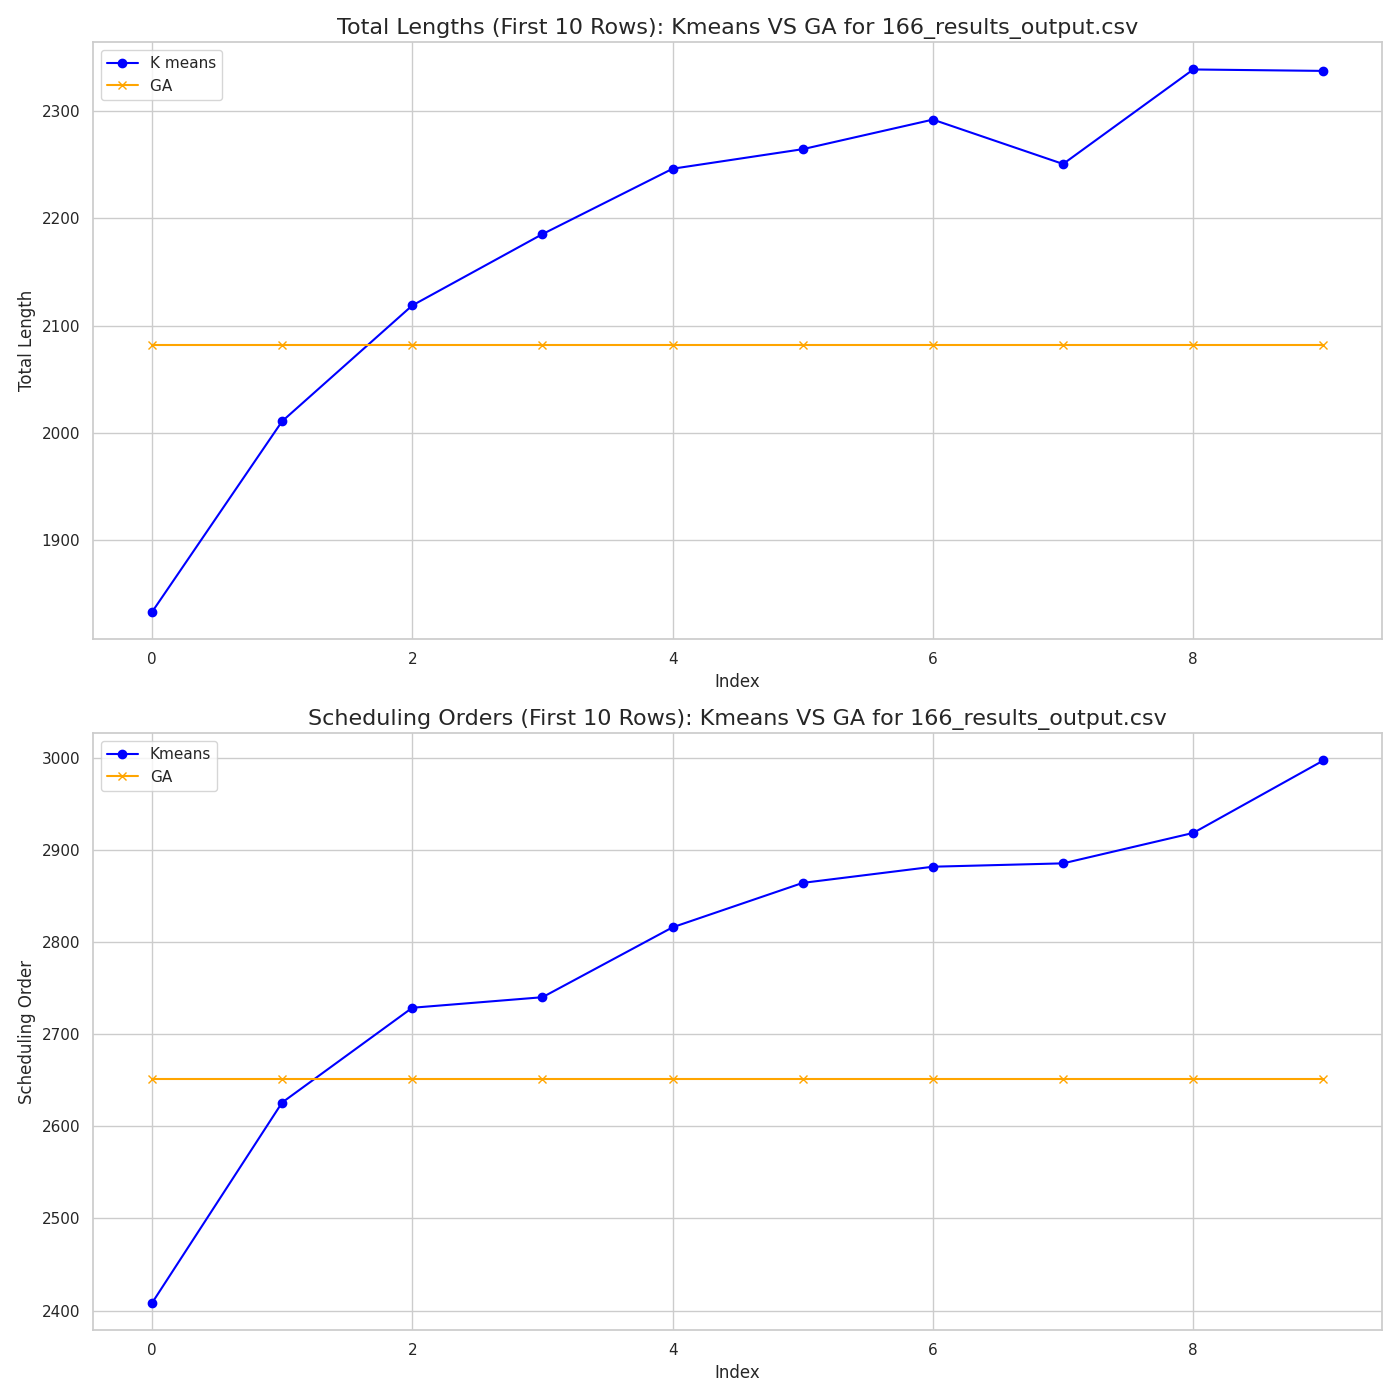 Total Lengths (First 10 Rows): Kmeans VS GA for 166_results_output.csv
K means
GA
2300
2200
2100
2000
1900
Total Length
0 2 4 6 8
Index
Scheduling Orders (First 10 Rows): Kmeans VS GA for 166_results_output.csv
Kmeans
GA
3000
2900
2800
2700
2600
2500
2400
Scheduling Order
0 2 4 6 8
Index